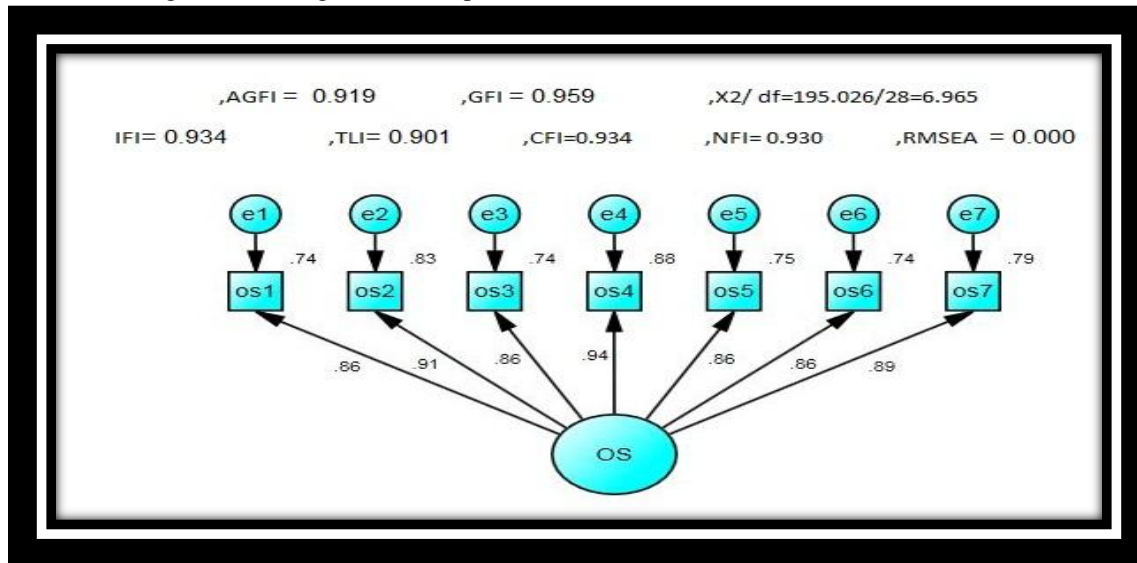 ,AGFI = 0.919 ,GFI = 0.959 ,X2/ df=195.026/28=6.965
IFI= 0.934 ,TLI= 0.901 ,CFI=0.934 ,NFI= 0.930 ,RMSEA = 0.000
e1 e2 e3 e4 e5 e6 e7
.74 .83 .74 .88 .75 .74 .79
os1 os2 os3 os4 os5 os6 os7
.86 .91 .86 .94 .86 .86 .89
OS